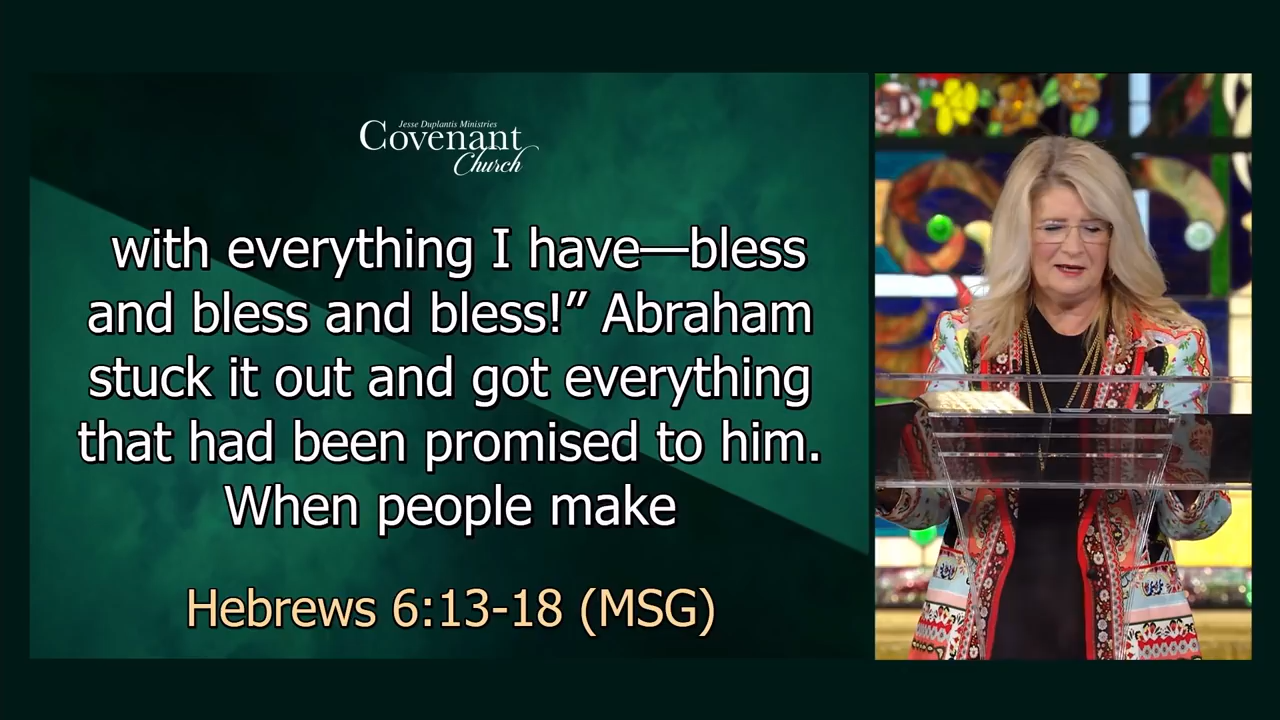 Jesse Duplantis Ministries
Covenant
Church
with everything I have—bless
and bless and bless!” Abraham
stuck it out and got everything
that had been promised to him.
When people make
Hebrews 6:13-18 (MSG)